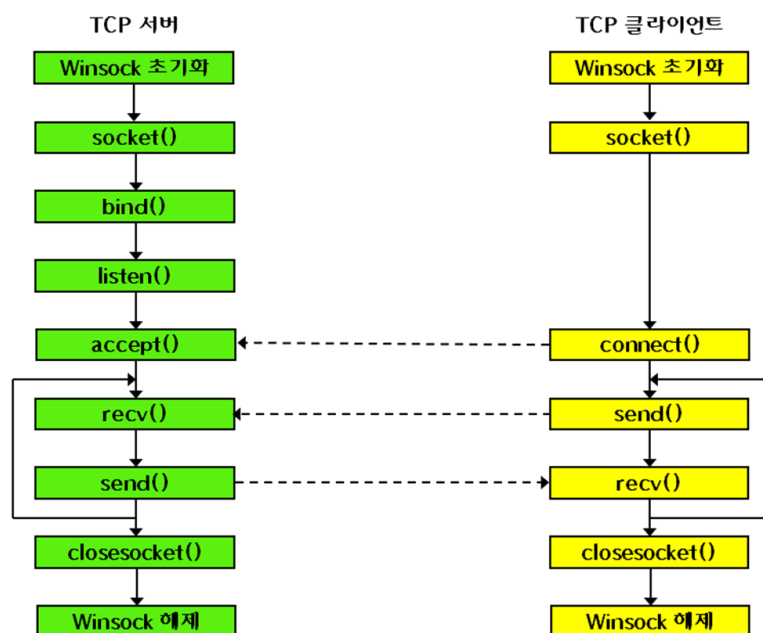 TCP 서버
Winsock 초기화
socket()
bind()
listen()
accept()
recv()
send()
closesocket()
Winsock 해제
TCP 클라이언트
Winsock 초기화
socket()
connect()
send()
recv()
closesocket()
Winsock 해제